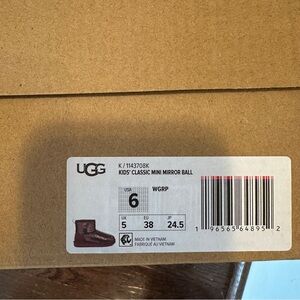 UGG
K / 1143708K
KIDS' CLASSIC MINI MIRROR BALL
USA
6
WGRP
UK
5
EU
38
JP
24.5
MADE IN VIETNAM
FABRIQUÉ AU VIETNAM
1 96565 64895 2